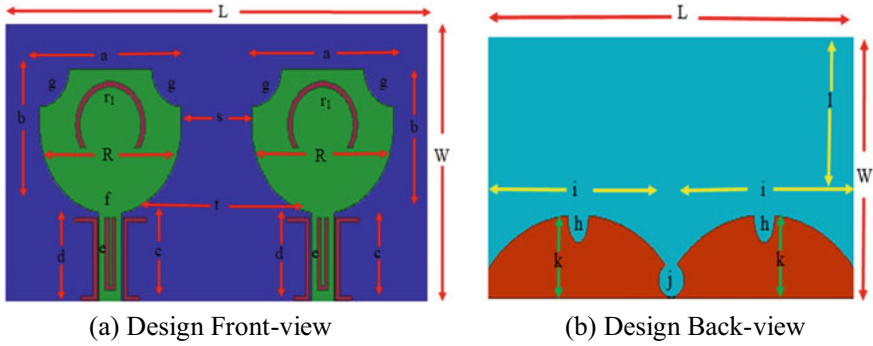 L
a a
g g g g
r1 r1
b s b
W
R R
f
t
d c d c
e e
(a) Design Front-view
L
l
W
i i
h h
k k
j
(b) Design Back-view